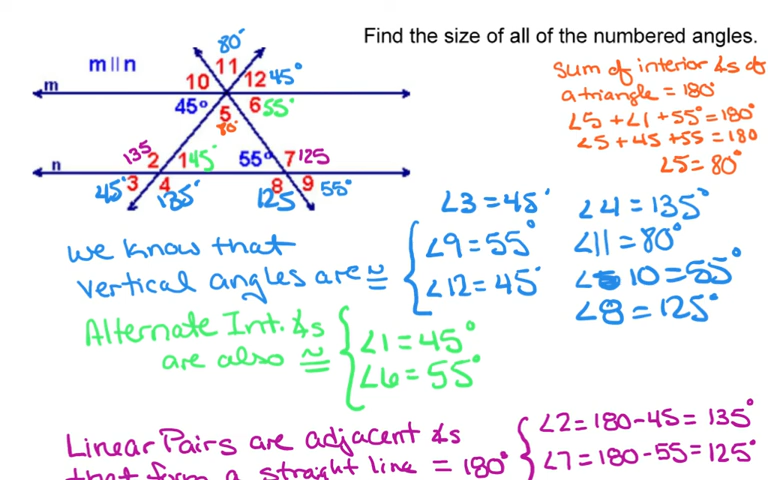 Find the size of all of the numbered angles.
m||n
80°
11
10
12 45°
m
45°
5
6 55°
80°
135 2
1 45°
55°
7 125
n
45° 3
4
135°
8
125
9 55°
Sum of interior ∡s of
a triangle = 180°
∠5 + ∠1 + 55° = 180°
∠5 + 45 + 55 = 180
∠5 = 80°
∠3 = 45°
∠4 = 135°
we know that
vertical angles are ≅
∠9 = 55°
∠12 = 45°
∠11 = 80°
∠10 = 55°
∠8 = 125°
Alternate Int. ∡s
are also ≅
∠1 = 45°
∠6 = 55°
Linear Pairs are adjacent ∡s
that form a straight line = 180°
∠2 = 180 - 45 = 135°
∠7 = 180 - 55 = 125°